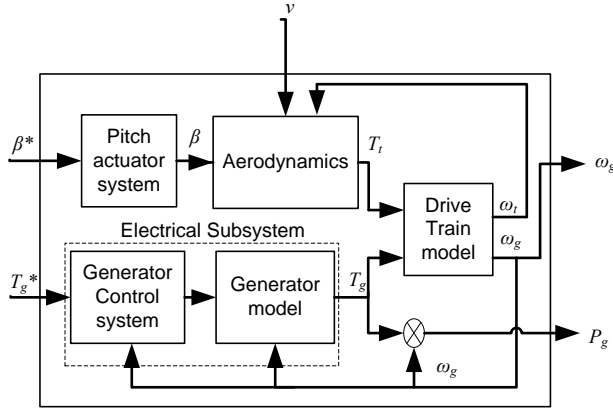 v
β*
Pitch
actuator
system
β
Aerodynamics
T_t
ω_g
Drive
Train
model
ω_t
ω_g
Electrical Subsystem
T_g*
Generator
Control
system
Generator
model
T_g
ω_g
P_g